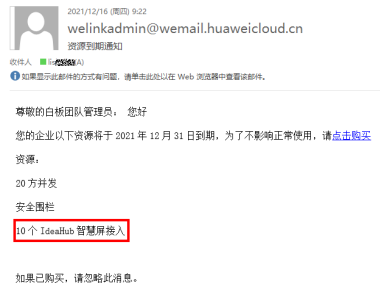 2021/12/16 (周四) 9:22
welinkadmin@wemail.huaweicloud.cn
资源到期通知
收件人 (A)
如果显示此邮件的方式有问题，请单击此处以在 Web 浏览器中查看该邮件。
尊敬的白板团队管理员： 您好
您的企业以下资源将于 2021 年 12 月 31 日到期，为了不影响正常使用，请点击购买
资源：
20 方并发
安全围栏
10 个 IdeaHub 智慧屏接入
如果已购买，请忽略此消息。